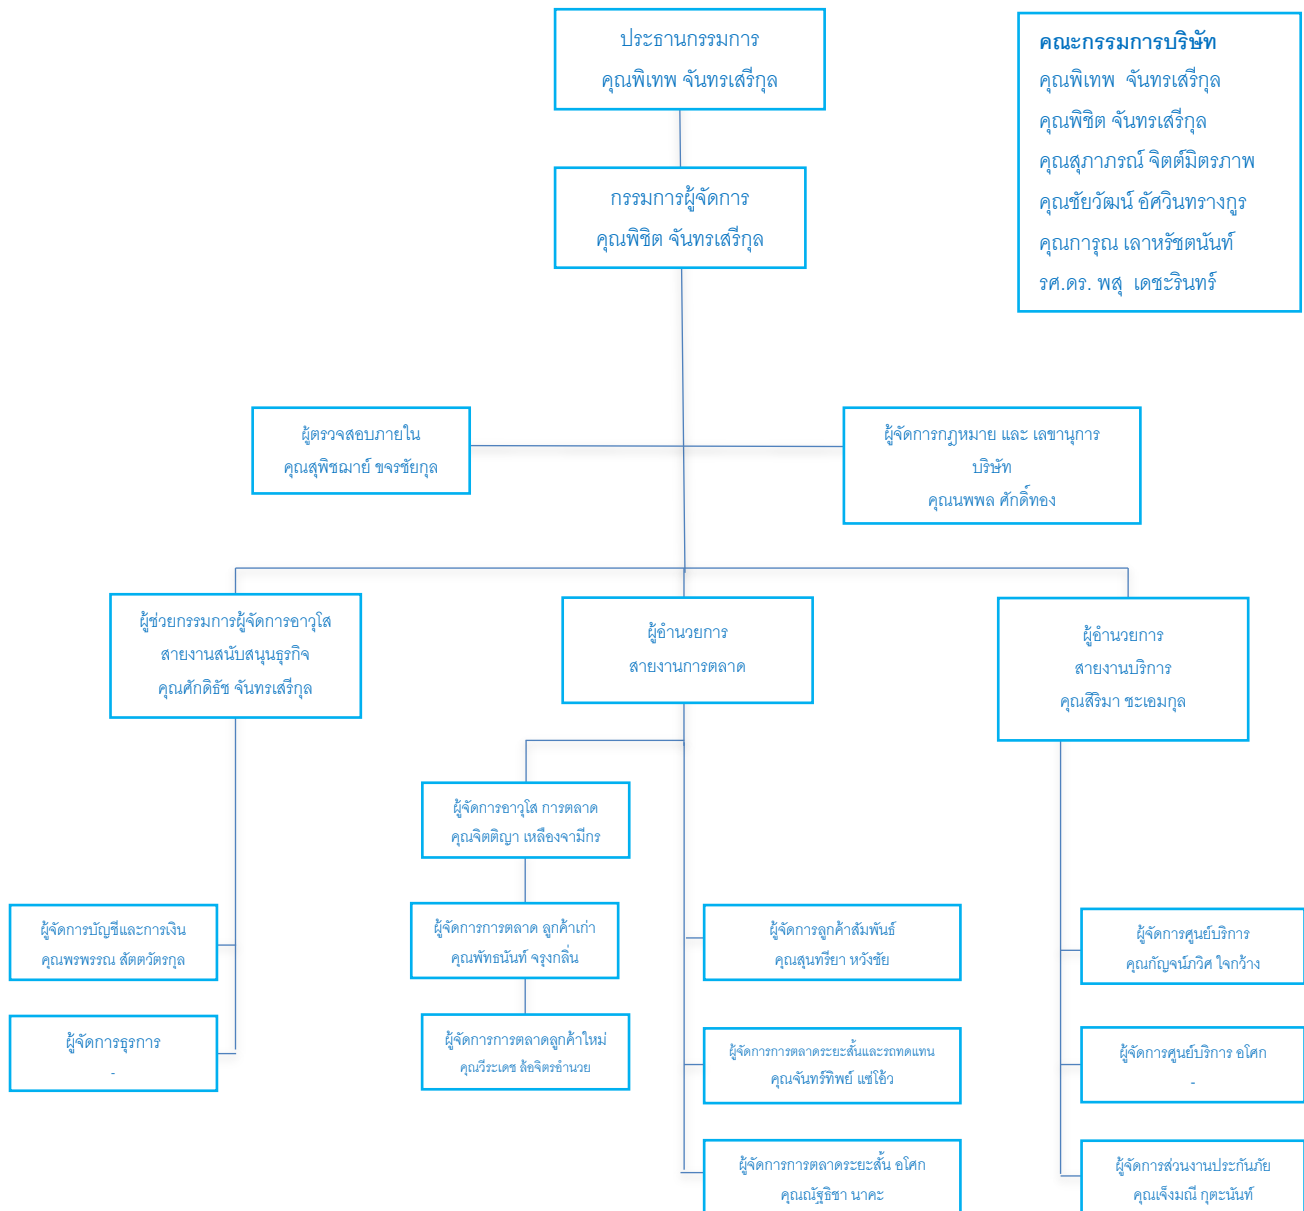 ประธานกรรมการ
คุณพิเทพ จันทรเสรีกุล
คณะกรรมการบริษัท
คุณพิเทพ จันทรเสรีกุล
คุณพิชิต จันทรเสรีกุล
คุณสุภาภรณ์ จิตต์มิตรภาพ
คุณชัยวัฒน์ อัศวินทรางกูร
คุณการุณ เลาหรัชตนันท์
รศ.ดร. พสุ เดชะรินทร์
กรรมการผู้จัดการ
คุณพิชิต จันทรเสรีกุล
ผู้ตรวจสอบภายใน
คุณสุพิชฌาย์ ขจรชัยกุล
ผู้จัดการกฎหมาย และ เลขานุการ
บริษัท
คุณนพพล ศักดิ์ทอง
ผู้ช่วยกรรมการผู้จัดการอาวุโส
สายงานสนับสนุนธุรกิจ
คุณศักดิธัช จันทรเสรีกุล
ผู้อำนวยการ
สายงานการตลาด
ผู้อำนวยการ
สายงานบริการ
คุณสิริมา ชะเอมกุล
ผู้จัดการอาวุโส การตลาด
คุณจิตติญา เหลืองจามีกร
ผู้จัดการบัญชีและการเงิน
คุณพรพรรณ สัตตวัตรกุล
ผู้จัดการการตลาด ลูกค้าเก่า
คุณพัทธนันท์ จรุงกลิ่น
ผู้จัดการลูกค้าสัมพันธ์
คุณสุนทรียา หวังชัย
ผู้จัดการศูนย์บริการ
คุณกัญจน์ภวิศ ใจกว้าง
ผู้จัดการธุรการ
-
ผู้จัดการการตลาดลูกค้าใหม่
คุณวีระเดช ล้อจิตรอำนวย
ผู้จัดการการตลาดระยะสั้นและรถทดแทน
คุณจันทร์ทิพย์ แซ่โอ้ว
ผู้จัดการศูนย์บริการ อโศก
-
ผู้จัดการการตลาดระยะสั้น อโศก
คุณณัฐธิชา นาคะ
ผู้จัดการส่วนงานประกันภัย
คุณเจ็งมณี กุตะนันท์